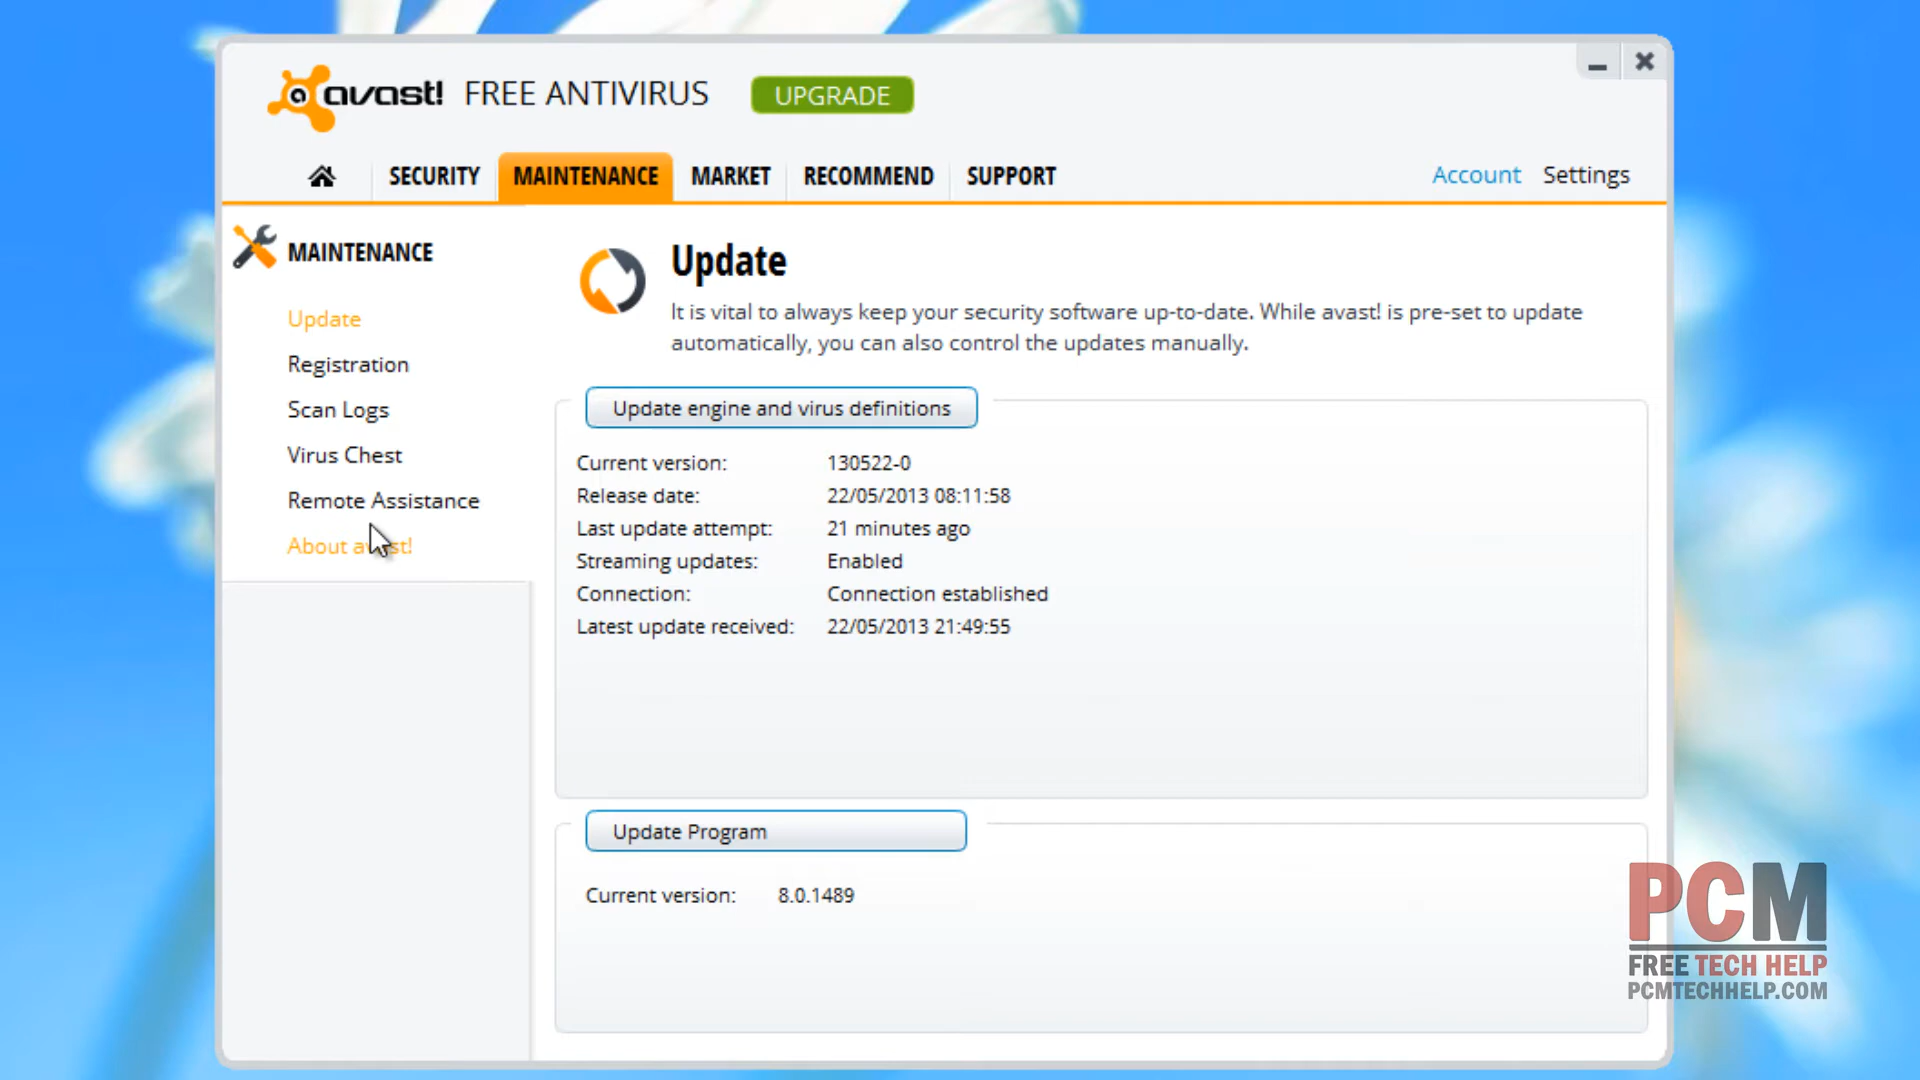 avast! FREE ANTIVIRUS UPGRADE
SECURITY MAINTENANCE MARKET RECOMMEND SUPPORT Account Settings
MAINTENANCE
Update
Registration
Scan Logs
Virus Chest
Remote Assistance
About avast!
Update
It is vital to always keep your security software up-to-date. While avast! is pre-set to update
automatically, you can also control the updates manually.
Update engine and virus definitions
Current version: 130522-0
Release date: 22/05/2013 08:11:58
Last update attempt: 21 minutes ago
Streaming updates: Enabled
Connection: Connection established
Latest update received: 22/05/2013 21:49:55
Update Program
Current version: 8.0.1489
PCM
FREE TECH HELP
PCMTECHHELP.COM